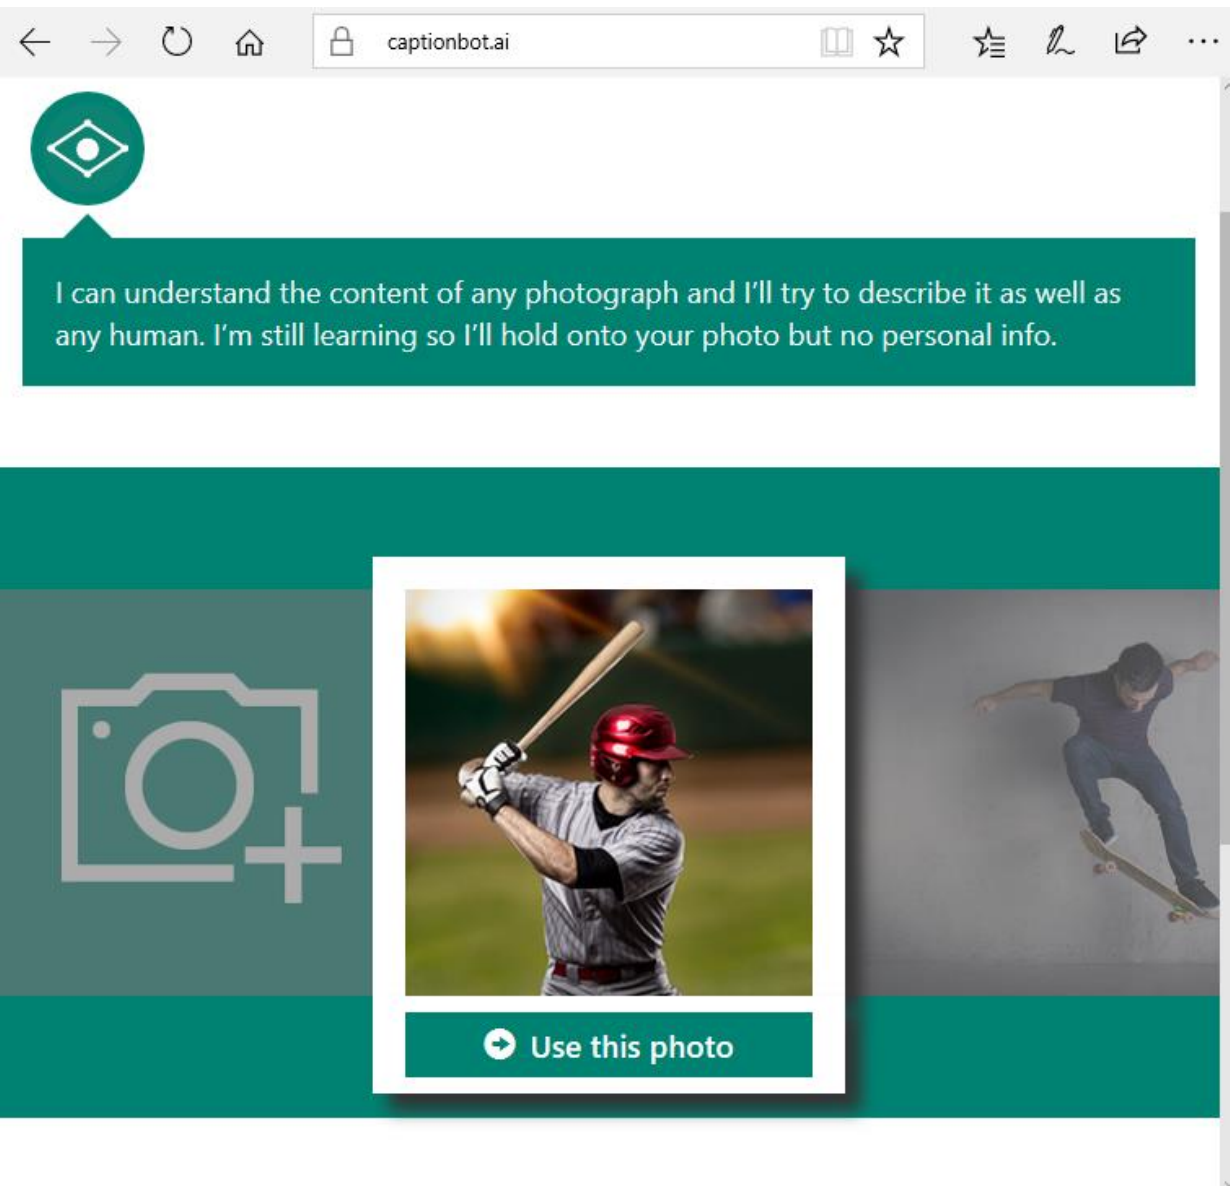 captionbot.ai
I can understand the content of any photograph and I'll try to describe it as well as
any human. I'm still learning so I'll hold onto your photo but no personal info.
Use this photo